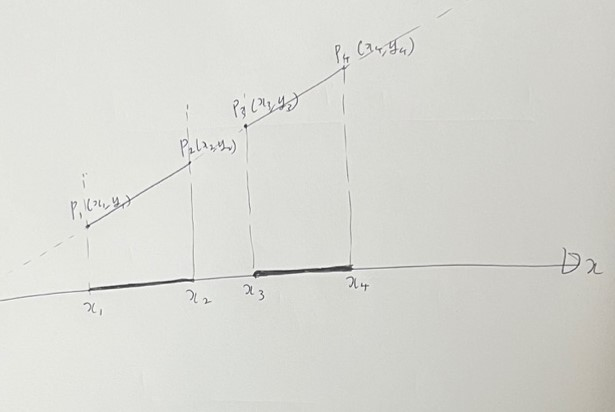 P₄ (x₄,y₄)
P₃ (x₃,y₃)
P₂(x₂,y₂)
P₁(x₁,y₁)
x₁ x₂ x₃ x₄ x